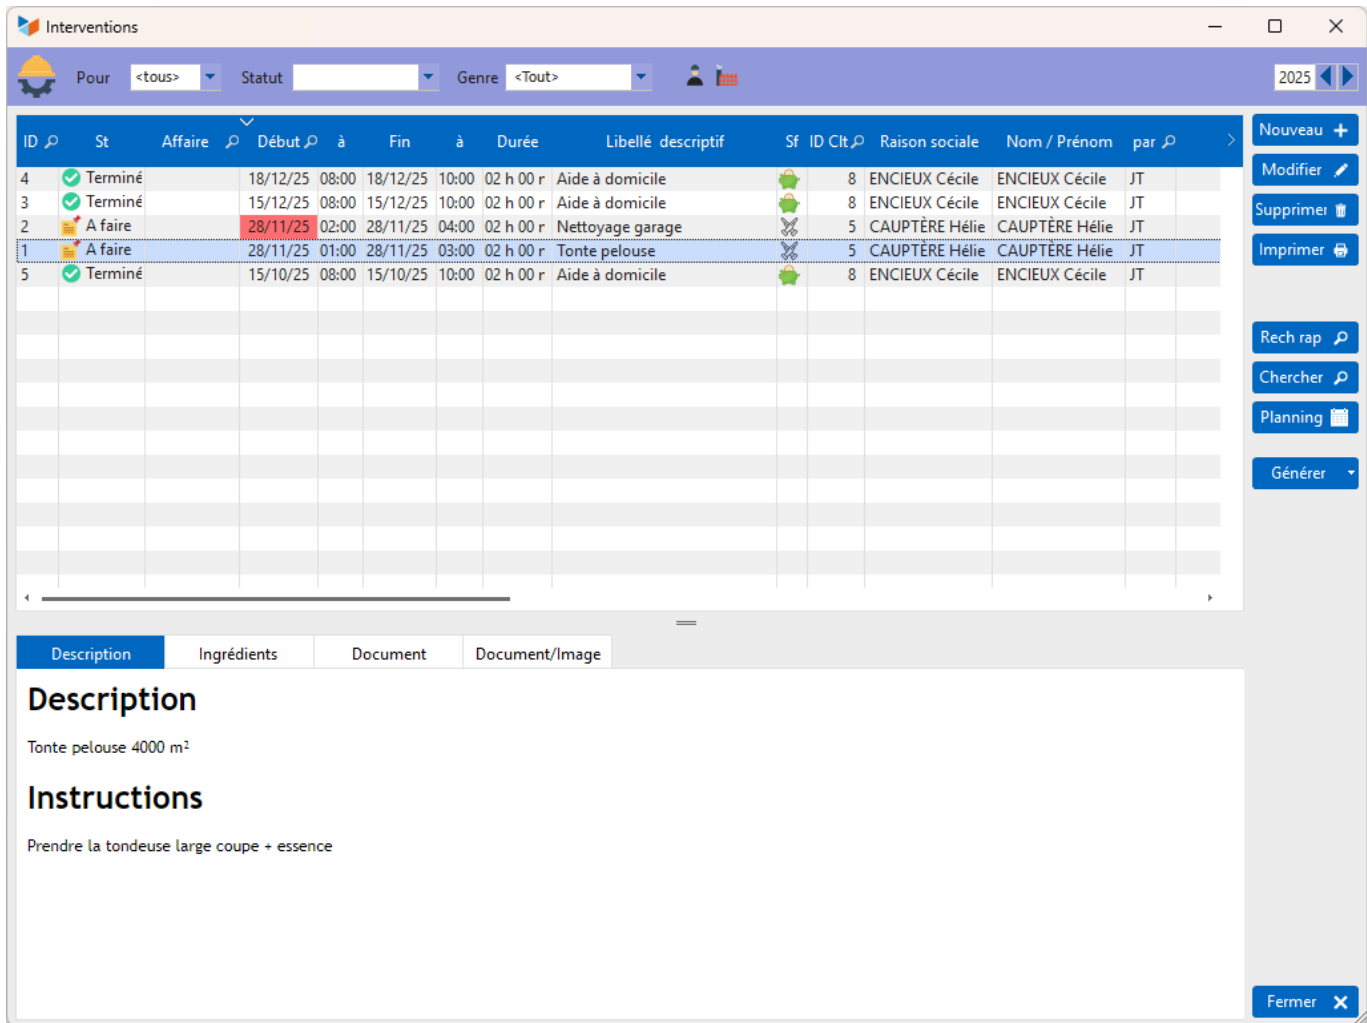 Interventions
Pour <tous> Statut Genre <Tout> 2025
ID St Affaire Début à Fin à Durée Libellé descriptif Sf ID Clt Raison sociale Nom / Prénom par
4 Terminé 18/12/25 08:00 18/12/25 10:00 02 h 00 r Aide à domicile 8 ENCIEUX Cécile ENCIEUX Cécile JT
3 Terminé 15/12/25 08:00 15/12/25 10:00 02 h 00 r Aide à domicile 8 ENCIEUX Cécile ENCIEUX Cécile JT
2 A faire 28/11/25 02:00 28/11/25 04:00 02 h 00 r Nettoyage garage 5 CAUPTÈRE Hélie CAUPTÈRE Hélie JT
1 A faire 28/11/25 01:00 28/11/25 03:00 02 h 00 r Tonte pelouse 5 CAUPTÈRE Hélie CAUPTÈRE Hélie JT
5 Terminé 15/10/25 08:00 15/10/25 10:00 02 h 00 r Aide à domicile 8 ENCIEUX Cécile ENCIEUX Cécile JT
Nouveau
Modifier
Supprimer
Imprimer
Rech rap
Chercher
Planning
Générer
Description Ingrédients Document Document/Image
Description
Tonte pelouse 4000 m²
Instructions
Prendre la tondeuse large coupe + essence
Fermer